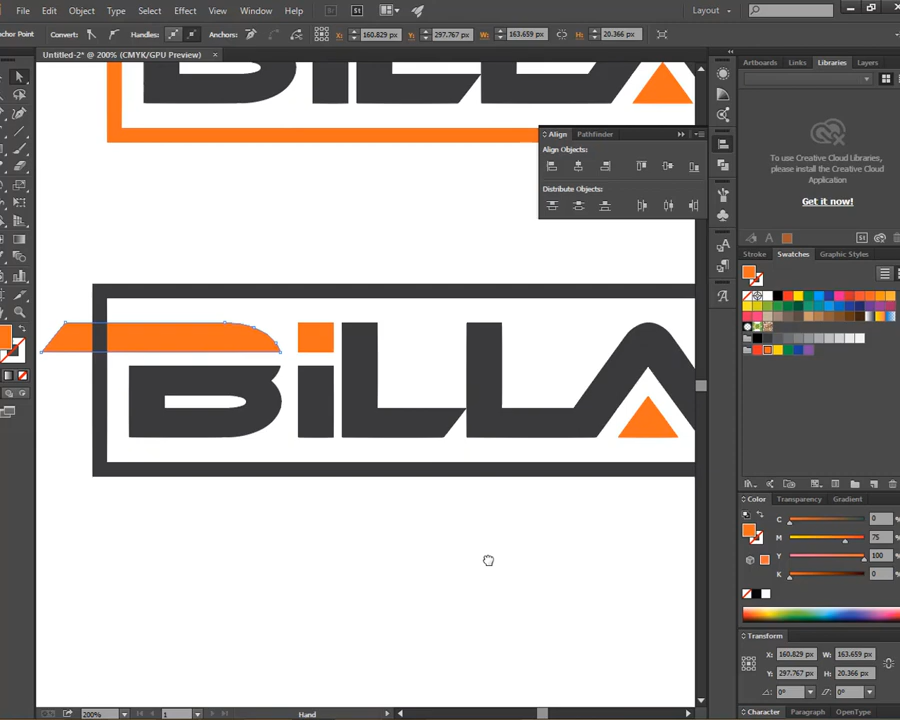 File Edit Object Type Select Effect View Window Help Br St Layout
Anchor Point Convert: Handles: Anchors: X: 160.829 px Y: 297.767 px W: 163.659 px H: 20.366 px
Untitled-2* @ 200% (CMYK/GPU Preview) ×
Artboards Links Libraries Layers
BILLA
Align Pathfinder
Align Objects:
Distribute Objects:
To use Creative Cloud Libraries,
please install the Creative Cloud
Application
Get it now!
St
Stroke Swatches Graphic Styles
BiLLA
Color Transparency Gradient
C 0 %
M 75 %
Y 100 %
K 0 %
Transform
X: 160.829 px W: 163.659 px
Y: 297.767 px H: 20.366 px
0° 0°
Character Paragraph OpenType
200% 1 Hand